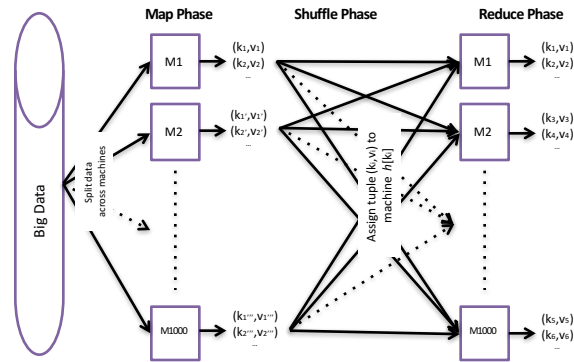 Map Phase
Shuffle Phase
Reduce Phase
Big Data
Split data
across machines
M1
(k₁,v₁)
(k₂,v₂)
...
M2
(k₁',v₁')
(k₂',v₂')
...
M1000
(k₁''',v₁''')
(k₂''',v₂''')
...
Assign tuple (kᵢ,vᵢ) to
machine h[kᵢ]
M1
(k₁,v₁)
(k₂,v₂)
...
M2
(k₃,v₃)
(k₄,v₄)
...
M1000
(k₅,v₅)
(k₆,v₆)
...